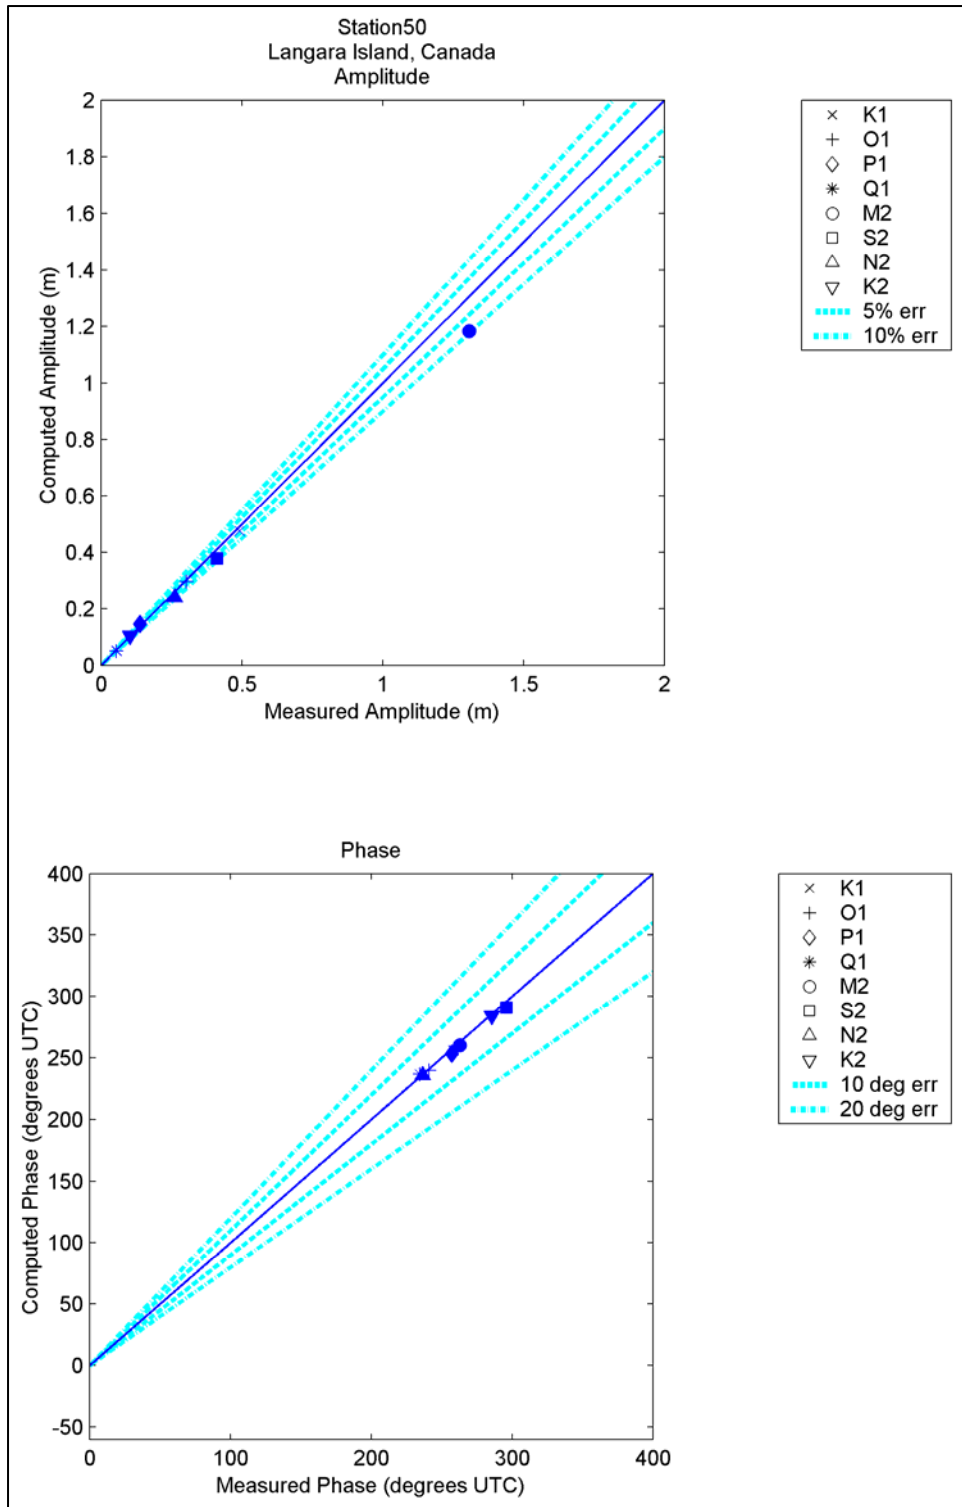 Station50
Langara Island, Canada
Amplitude
2
1.8
1.6
1.4
1.2
1
0.8
0.6
0.4
0.2
0
0
0.5
1
1.5
2
Computed Amplitude (m)
Measured Amplitude (m)
K1
O1
P1
Q1
M2
S2
N2
K2
5% err
10% err
Phase
400
350
300
250
200
150
100
50
0
-50
0
100
200
300
400
Computed Phase (degrees UTC)
Measured Phase (degrees UTC)
K1
O1
P1
Q1
M2
S2
N2
K2
10 deg err
20 deg err